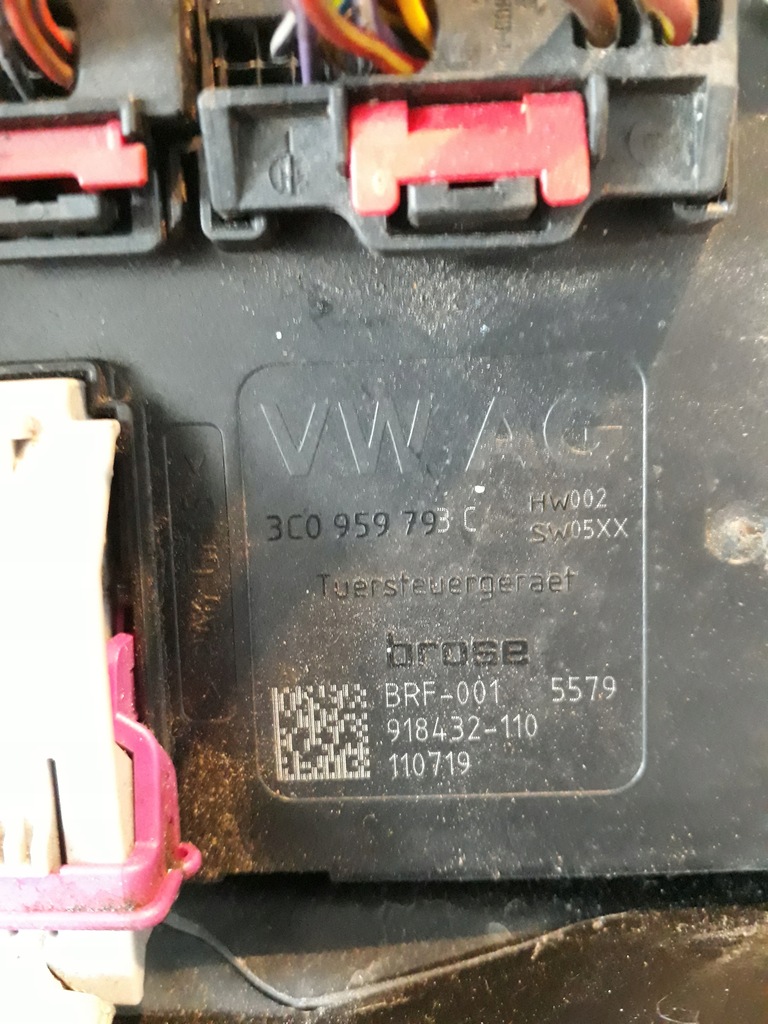 VW AG
3C0 959 793 C HW002
SW05XX
Tuersteuergeraet
brose
BRF-001 5579
918432-110
110719